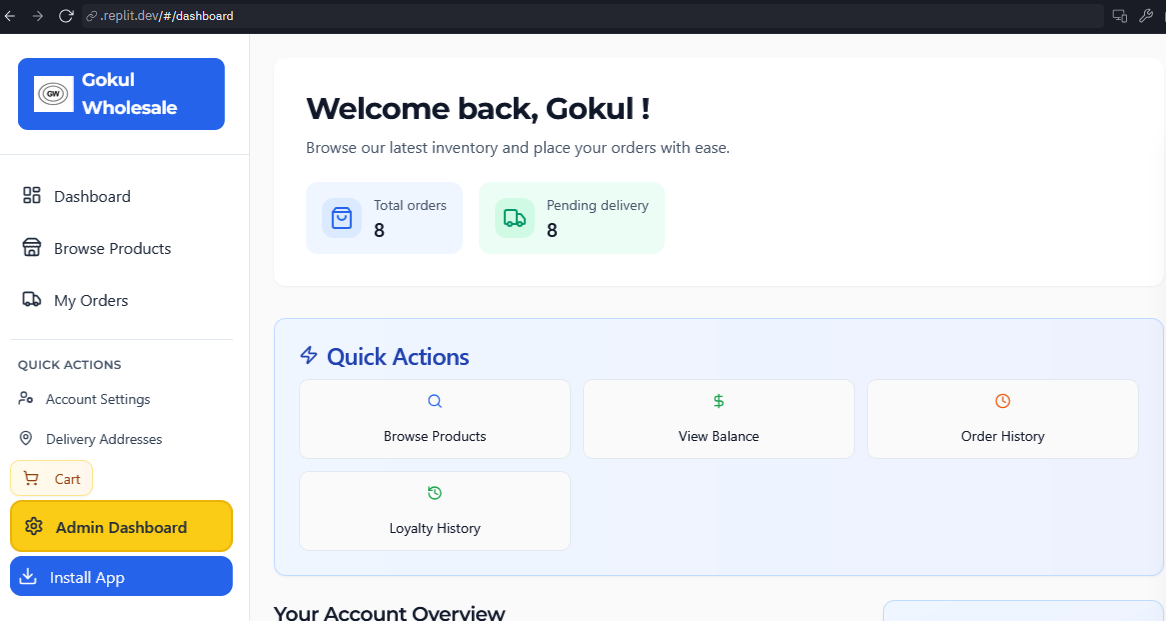 .replit.dev/#/dashboard
GW
Gokul
Wholesale
Dashboard
Browse Products
My Orders
QUICK ACTIONS
Account Settings
Delivery Addresses
Cart
Admin Dashboard
Install App
Welcome back, Gokul !
Browse our latest inventory and place your orders with ease.
Total orders
8
Pending delivery
8
Quick Actions
Browse Products
View Balance
Order History
Loyalty History
Your Account Overview